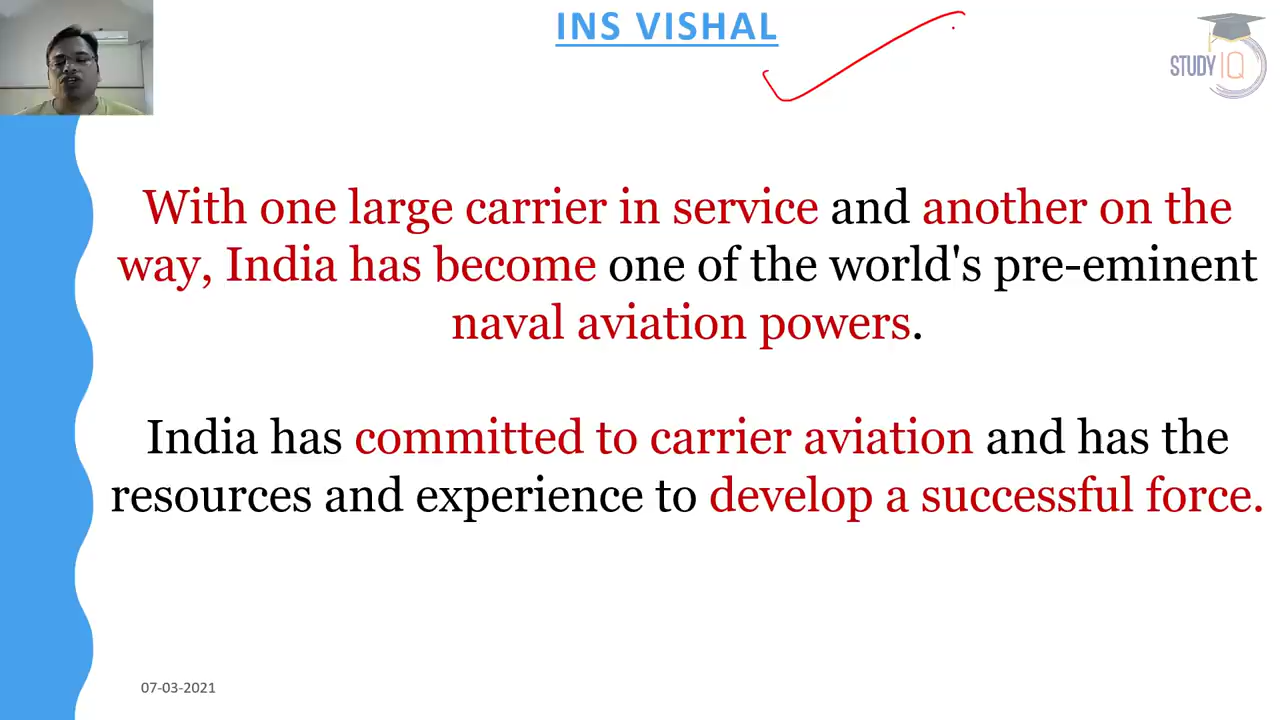 INS VISHAL
STUDY IQ
With one large carrier in service and another on the
way, India has become one of the world's pre-eminent
naval aviation powers.
India has committed to carrier aviation and has the
resources and experience to develop a successful force.
07-03-2021